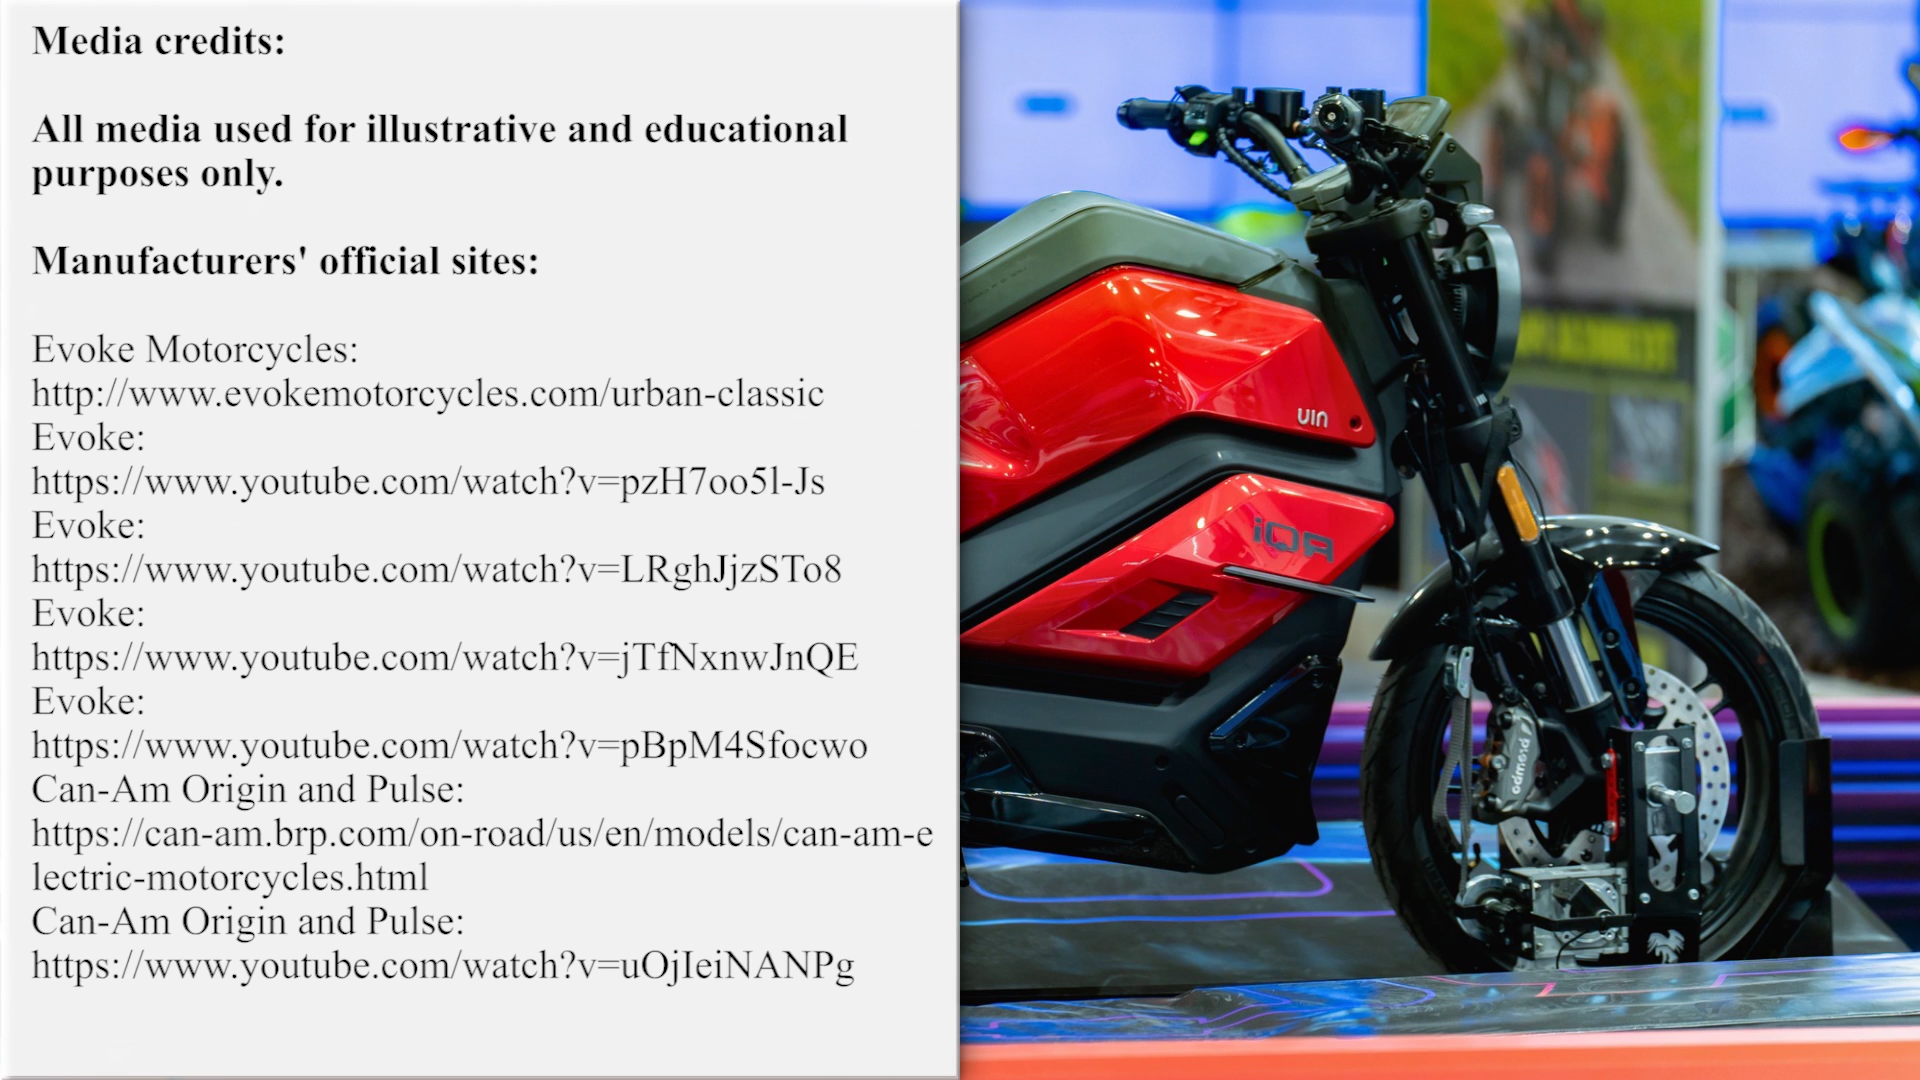 Media credits:
All media used for illustrative and educational
purposes only.
Manufacturers' official sites:
Evoke Motorcycles:
http://www.evokemotorcycles.com/urban-classic
Evoke:
https://www.youtube.com/watch?v=pzH7oo5l-Js
Evoke:
https://www.youtube.com/watch?v=LRghJjzSTo8
Evoke:
https://www.youtube.com/watch?v=jTfNxnwJnQE
Evoke:
https://www.youtube.com/watch?v=pBpM4Sfocwo
Can-Am Origin and Pulse:
https://can-am.brp.com/on-road/us/en/models/can-am-e
lectric-motorcycles.html
Can-Am Origin and Pulse:
https://www.youtube.com/watch?v=uOjIeiNANPg